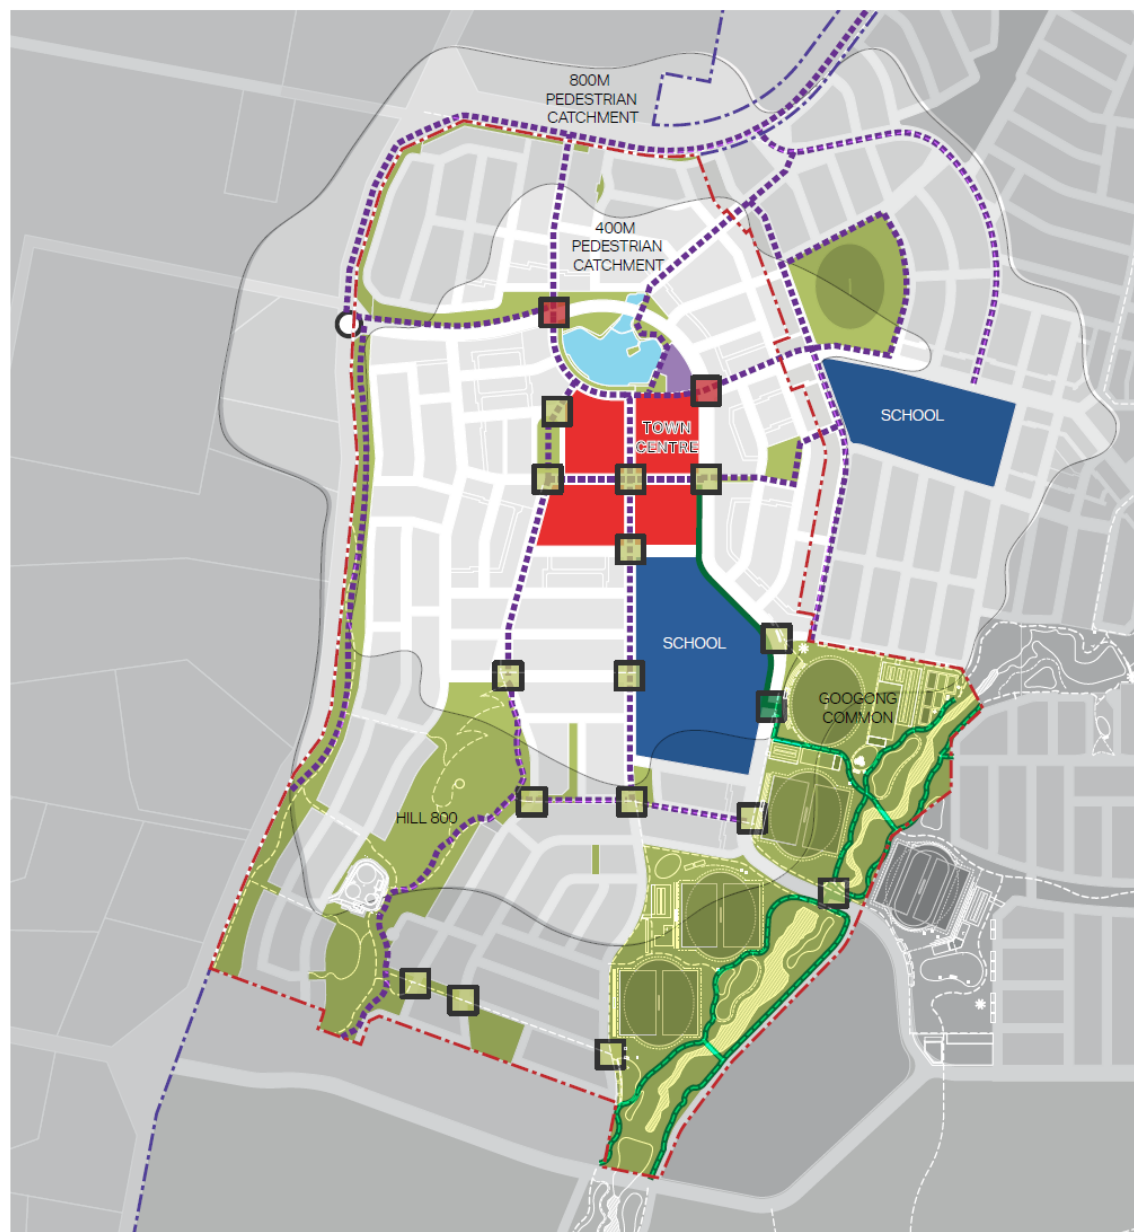 800M
PEDESTRIAN
CATCHMENT
400M
PEDESTRIAN
CATCHMENT
SCHOOL
TOWN
CENTRE
SCHOOL
GOOGONG
COMMON
HILL 800